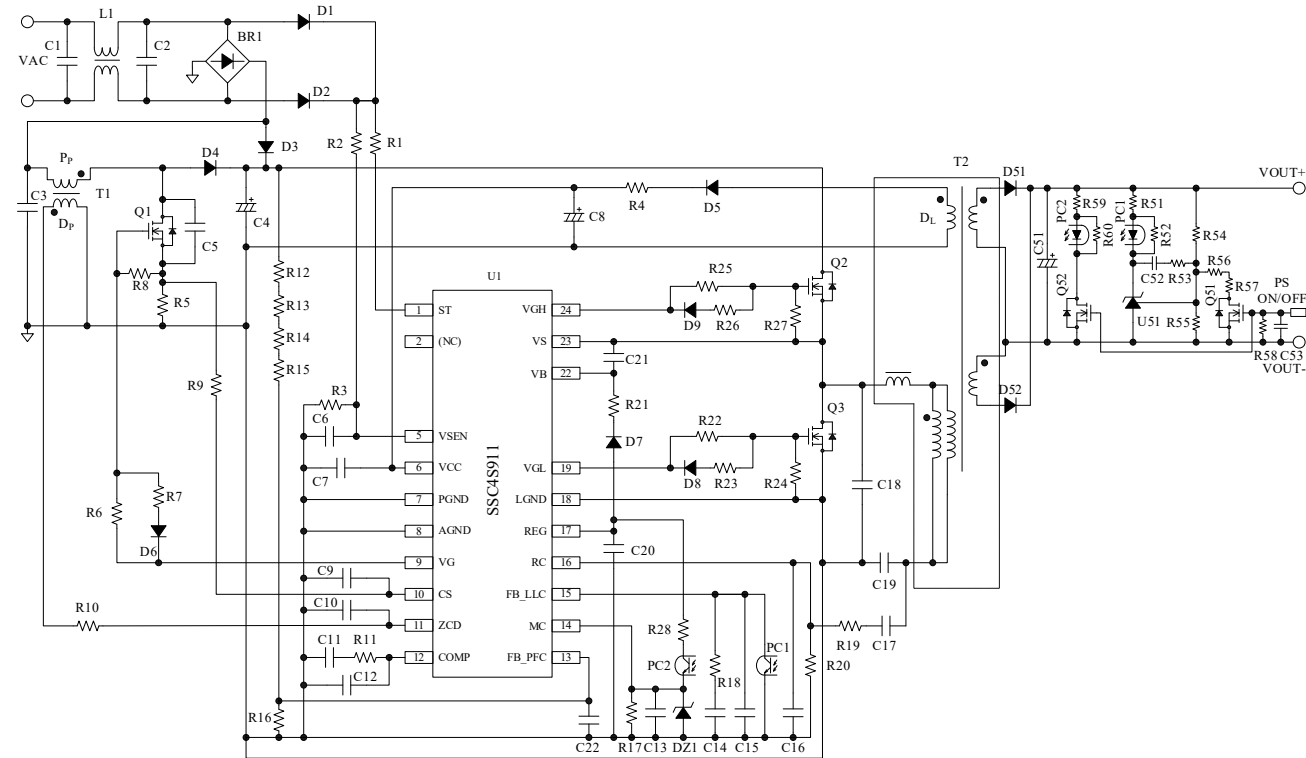 L1
D1
C1
VAC
C2
BR1
D2
R2
R1
D3
PP
D4
T1
C3
DP
Q1
C5
C4
R8
R5
R4
D5
C8
DL
T2
D51
VOUT+
R59
PC2
R60
C51
Q52
R51
PC1
R52
R54
C52
R53
R56
R57
Q51
U51
R55
PS
ON/OFF
R58
C53
VOUT-
D52
R12
R13
R14
R15
R9
U1
SSC4S911
1 ST
2 (NC)
5 VSEN
6 VCC
7 PGND
8 AGND
9 VG
10 CS
11 ZCD
12 COMP
VGH 24
VS 23
VB 22
VGL 19
LGND 18
REG 17
RC 16
FB_LLC 15
MC 14
FB_PFC 13
R25
D9
R26
R27
Q2
C21
R21
D7
R22
D8
R23
R24
Q3
C18
C19
C20
R3
C6
C7
R6
R7
D6
C9
C10
R10
C11
R11
C12
R16
C22
R28
PC2
R17
C13
DZ1
R18
C14
C15
PC1
C16
R19
C17
R20